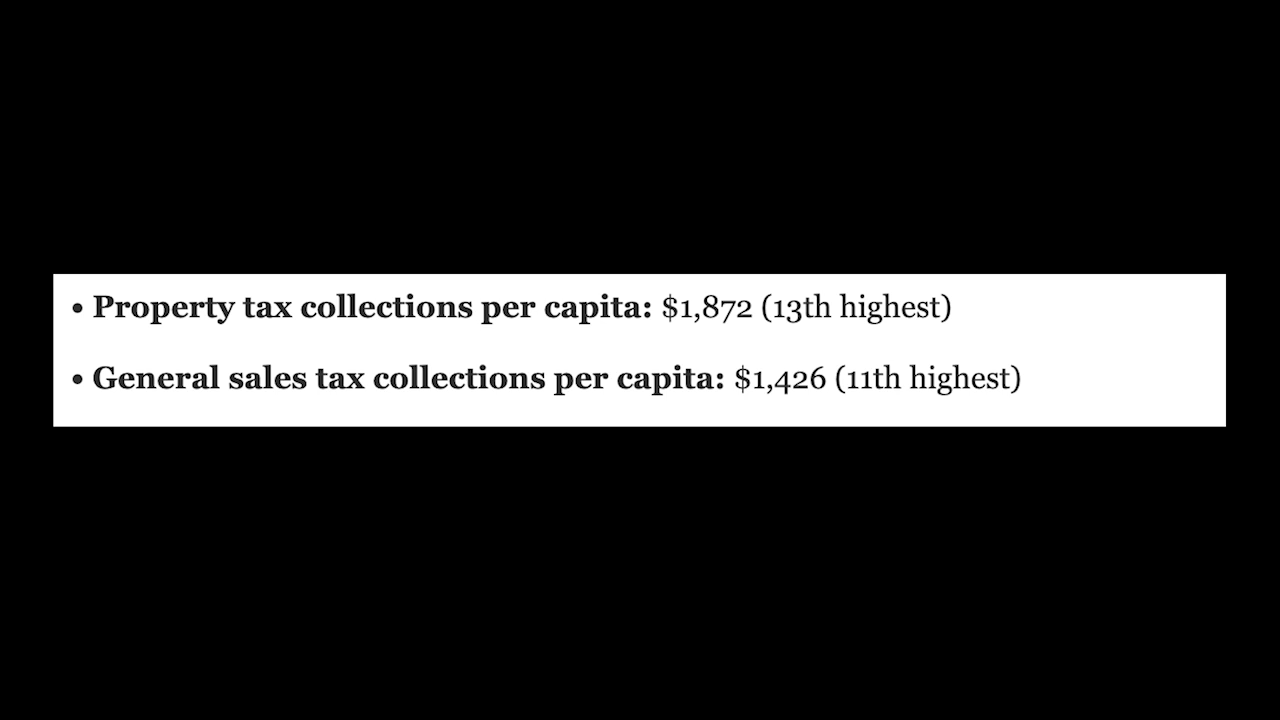 • Property tax collections per capita: $1,872 (13th highest)
• General sales tax collections per capita: $1,426 (11th highest)